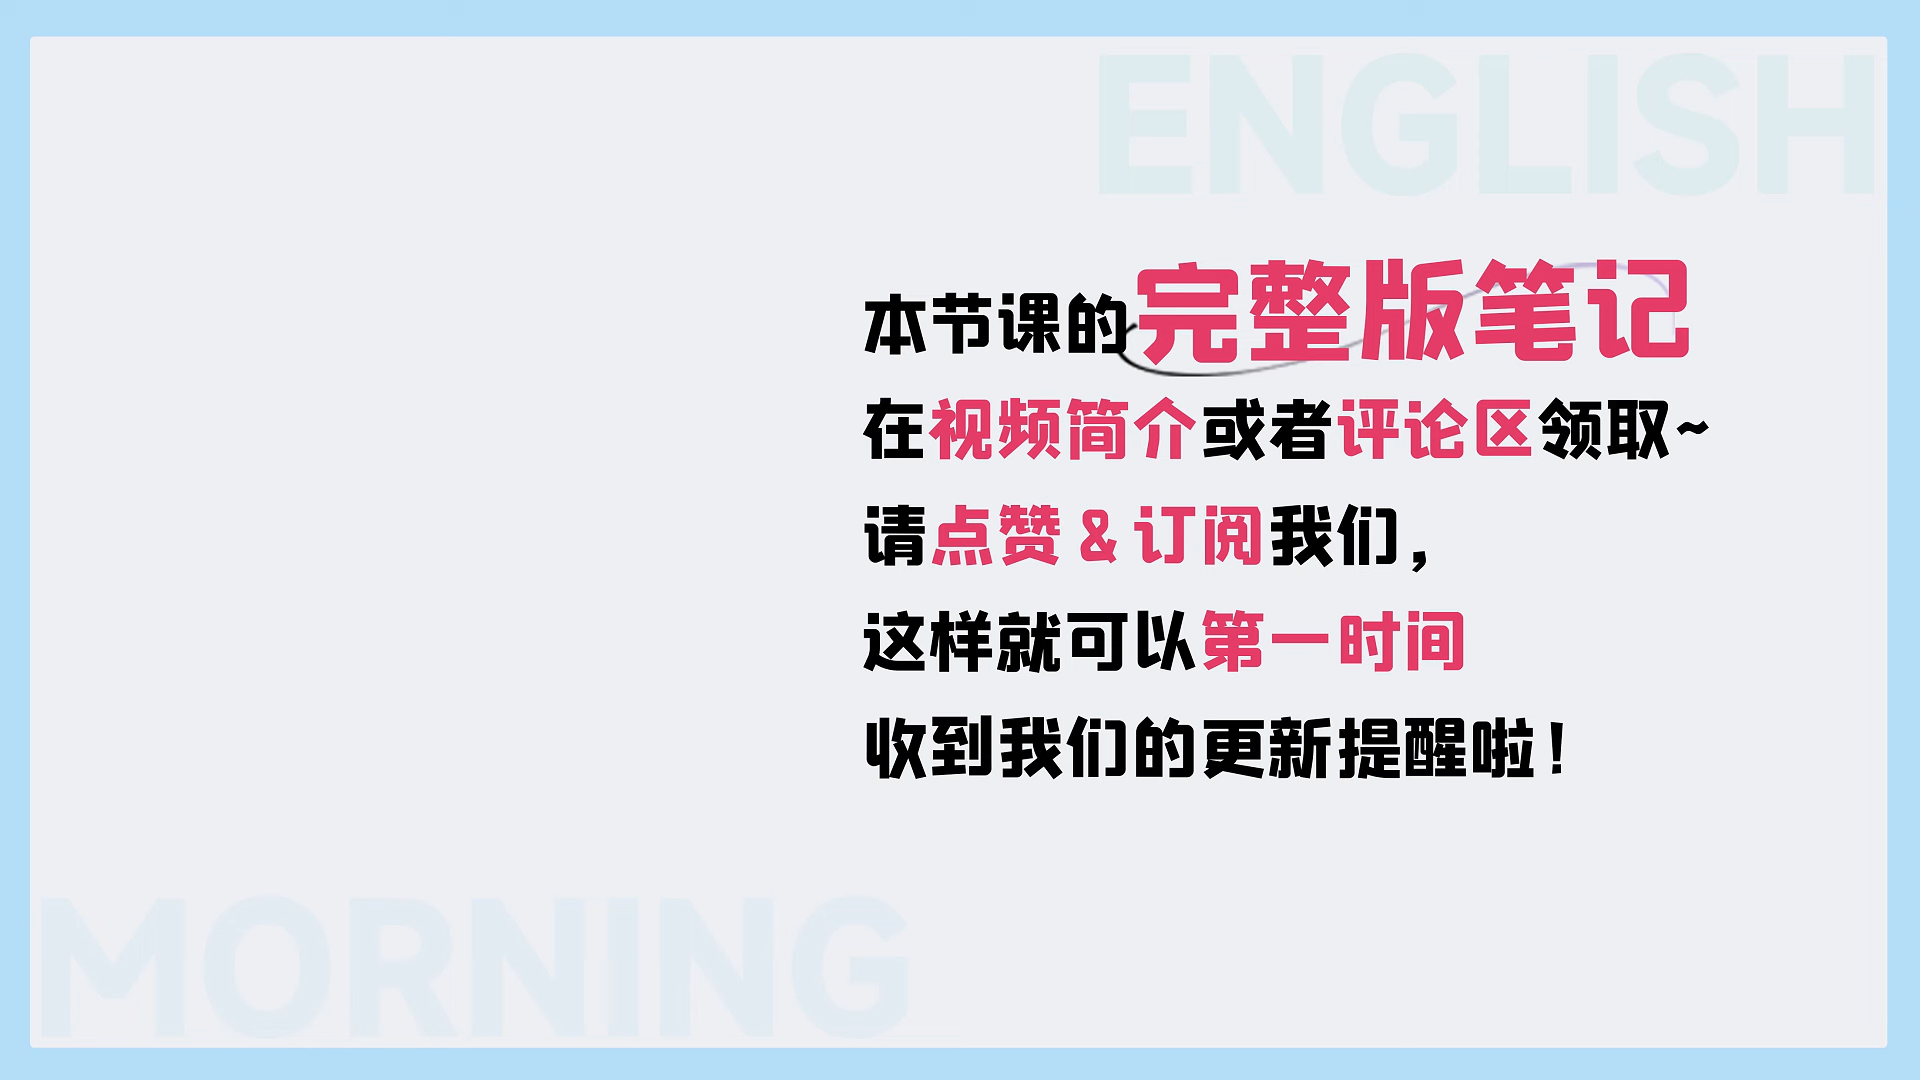 ENGLISH
本节课的完整版笔记
在视频简介或者评论区领取~
请点赞&订阅我们，
这样就可以第一时间
收到我们的更新提醒啦！
MORNING